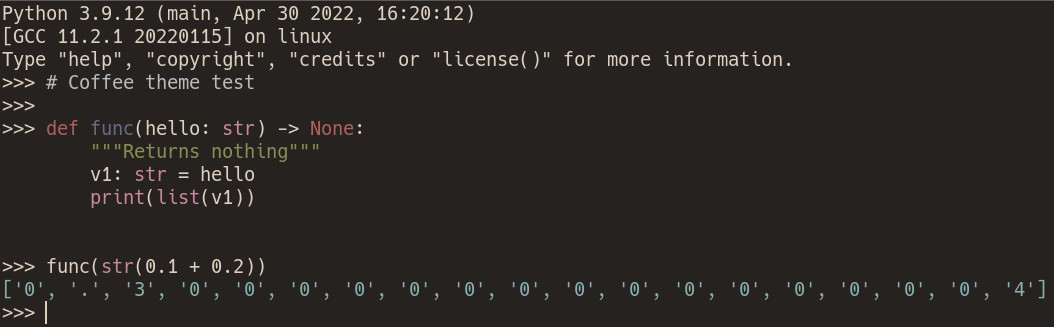 Python 3.9.12 (main, Apr 30 2022, 16:20:12)
[GCC 11.2.1 20220115] on linux
Type "help", "copyright", "credits" or "license()" for more information.
>>> # Coffee theme test
>>>
>>> def func(hello: str) -> None:
        """Returns nothing"""
        v1: str = hello
        print(list(v1))
>>> func(str(0.1 + 0.2))
['0', '.', '3', '0', '0', '0', '0', '0', '0', '0', '0', '0', '0', '0', '0', '0', '0', '0', '4']
>>>